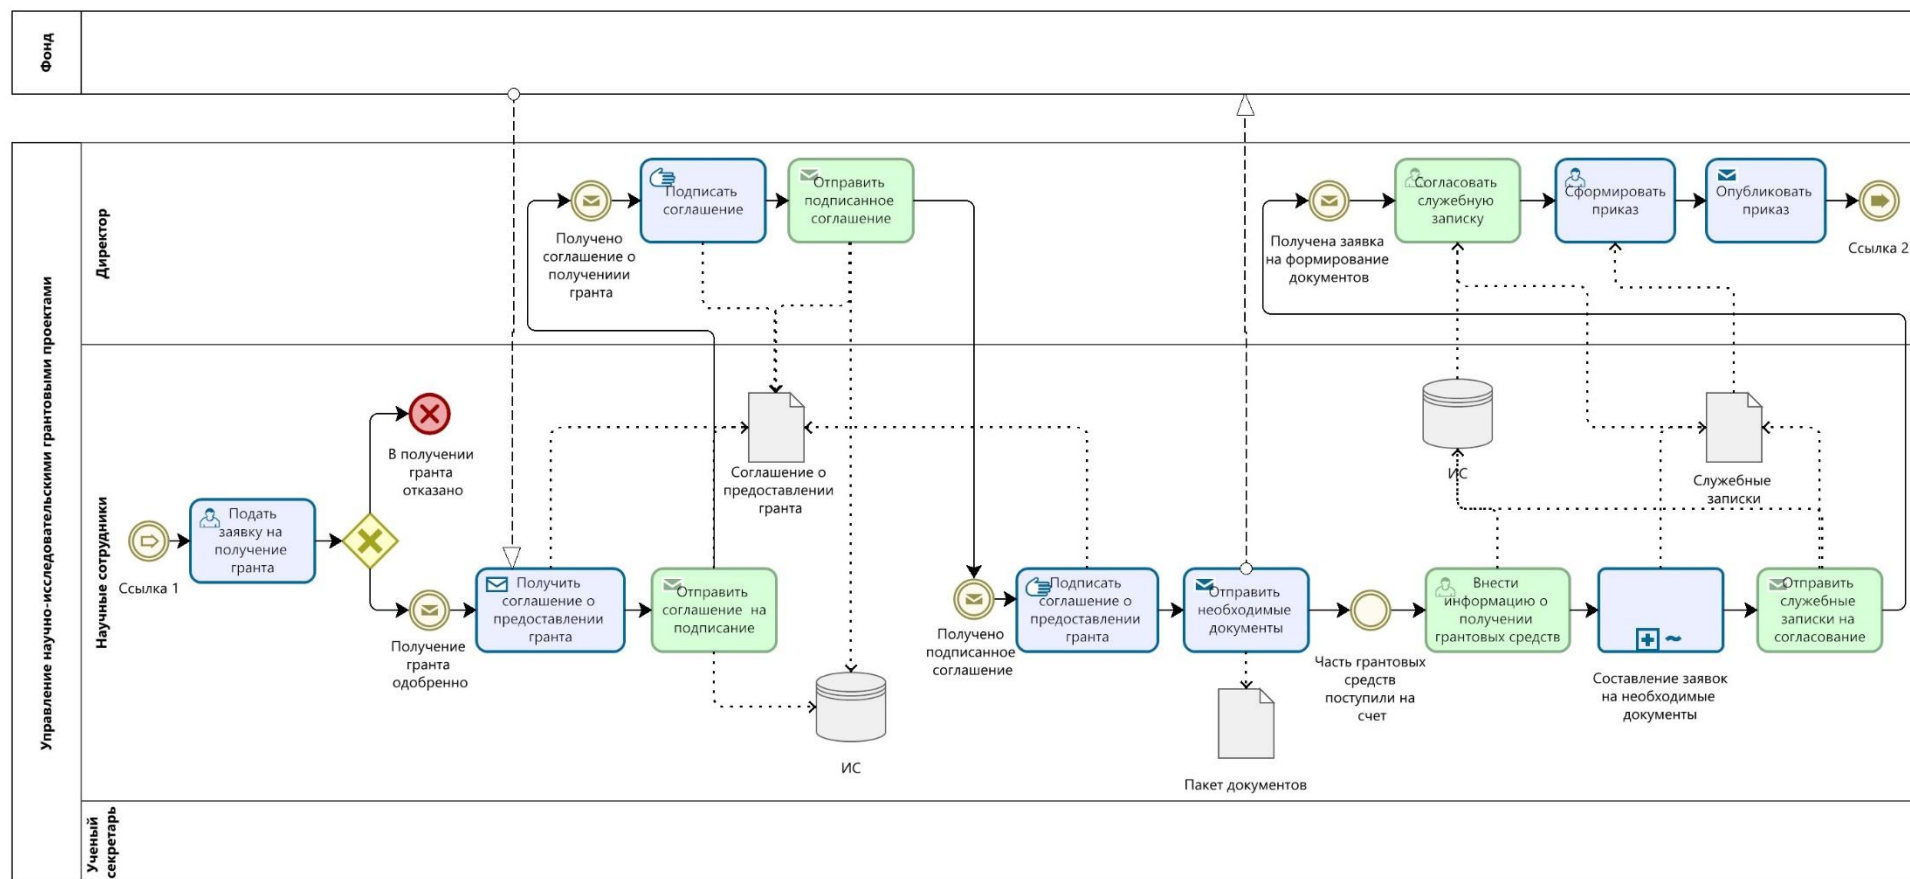 Фонд
Управление научно-исследовательскими грантовыми проектами
Директор
Получено
соглашение о
получениии
гранта
Подписать
соглашение
Отправить
подписанное
соглашение
Получена заявка
на формирование
документов
Согласовать
служебную
записку
Сформировать
приказ
Опубликовать
приказ
Ссылка 2
Научные сотрудники
Ссылка 1
Подать
заявку на
получение
гранта
В получении
гранта
отказано
Получение
гранта
одобренно
Получить
соглашение о
предоставлении
гранта
Отправить
соглашение на
подписание
Соглашение о
предоставлении
гранта
ИС
Получено
подписанное
соглашение
Подписать
соглашение о
предоставлении
гранта
Отправить
необходимые
документы
Пакет документов
Часть грантовых
средств
поступили на
счет
Внести
информацию о
получении
грантовых средств
ИС
Служебные
записки
Составление заявок
на необходимые
документы
Отправить
служебные
записки на
согласование
Ученый
секретарь